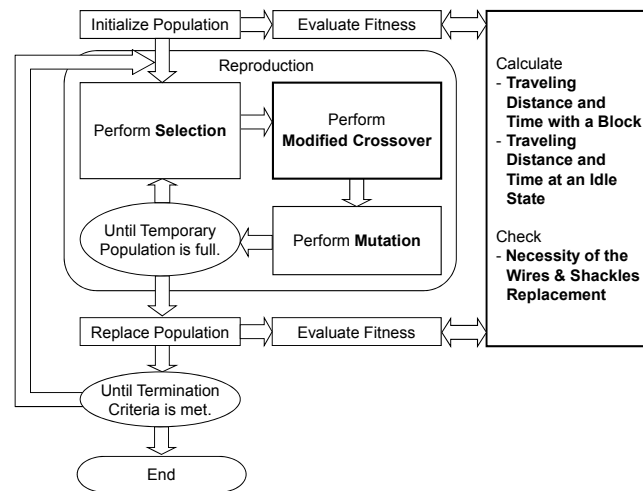 Initialize Population
Evaluate Fitness
Reproduction
Perform Selection
Perform
Modified Crossover
Until Temporary
Population is full.
Perform Mutation
Replace Population
Evaluate Fitness
Until Termination
Criteria is met.
End
Calculate
- Traveling
Distance and
Time with a Block
- Traveling
Distance and
Time at an Idle
State
Check
- Necessity of the
Wires & Shackles
Replacement